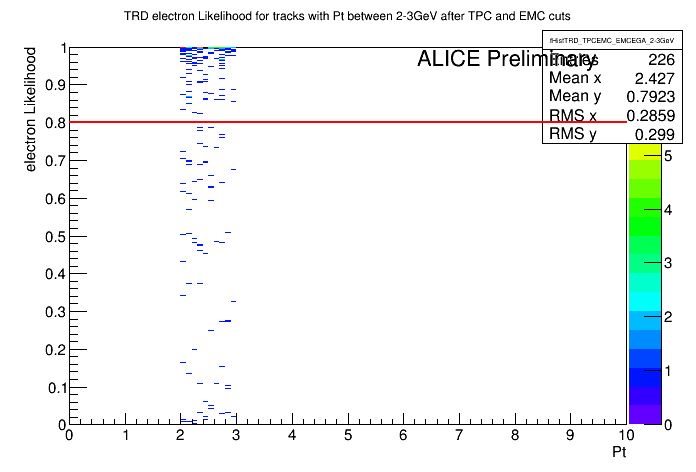 TRD electron Likelihood for tracks with Pt between 2-3GeV after TPC and EMC cuts
fHistTRD_TPCEMC_EMCEGA_2-3GeV
ALICE Preliminary
Entries 226
Mean x 2.427
Mean y 0.7923
RMS x 0.2859
RMS y 0.299
electron Likelihood
1
0.9
0.8
0.7
0.6
0.5
0.4
0.3
0.2
0.1
0
0 1 2 3 4 5 6 7 8 9 10
Pt
5
4
3
2
1
0